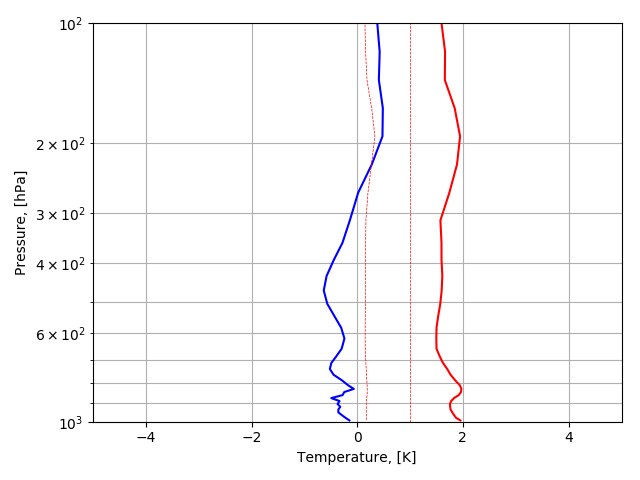 10²
2 × 10²
3 × 10²
4 × 10²
6 × 10²
10³
Pressure, [hPa]
−4 −2 0 2 4
Temperature, [K]